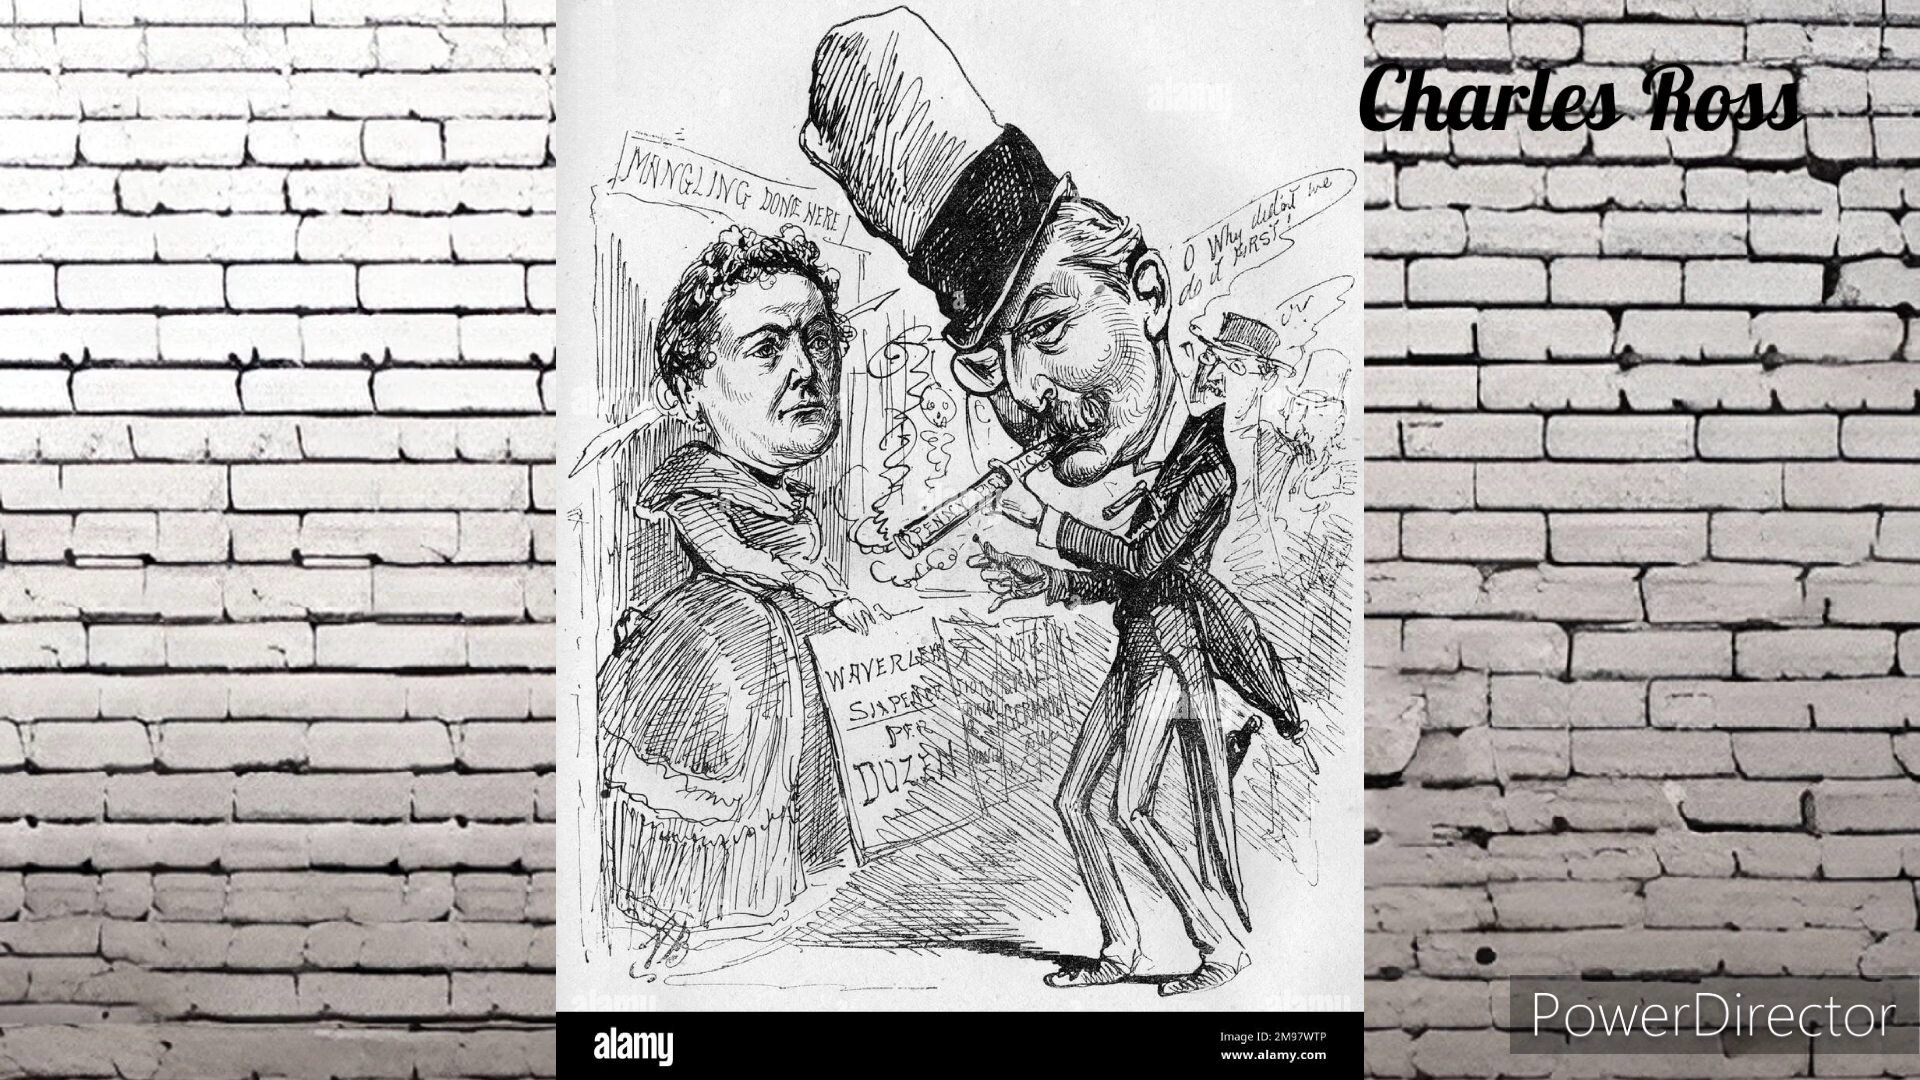 Charles Ross
MANGLING DONE HERE!
O Why didn't we
do it FIRST!
PENNY
WAVERLEY
SIXPENCE
PER
DOZEN
alamy
Image ID: 2M97WTP
www.alamy.com
PowerDirector